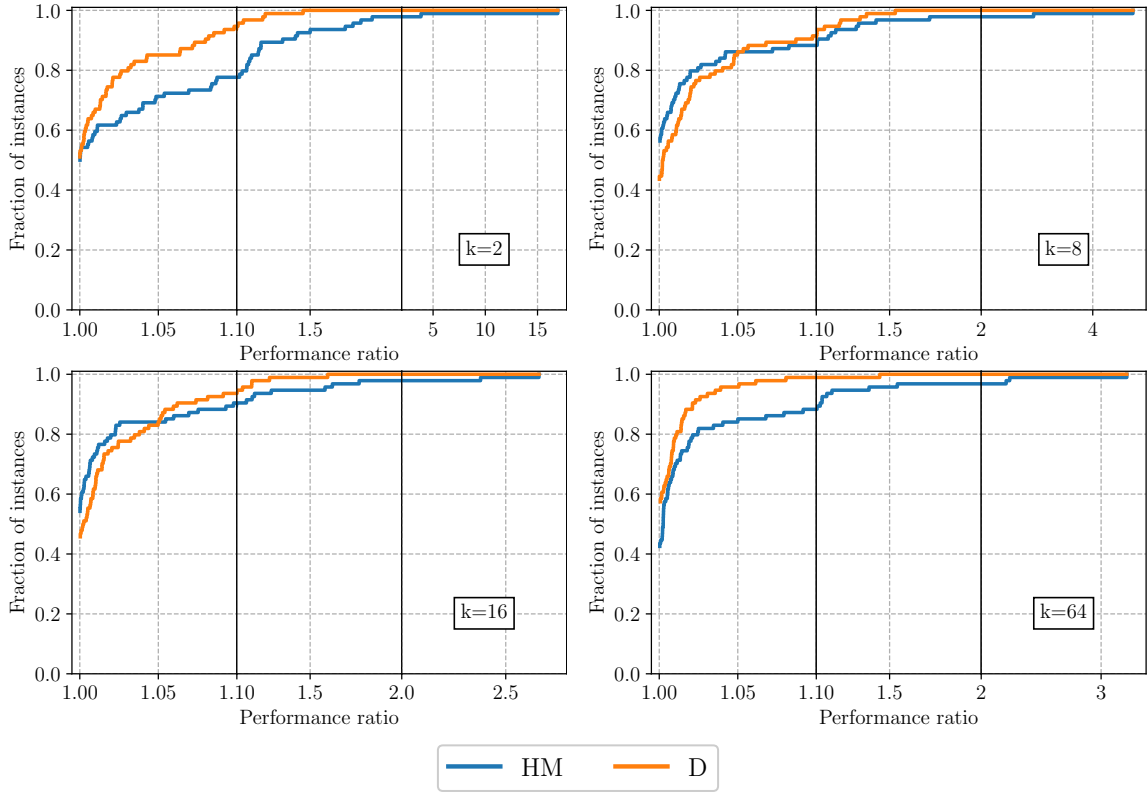 1.0
0.8
0.6
0.4
0.2
0.0
Fraction of instances
k=2
1.00 1.05 1.10 1.5 5 10 15
Performance ratio
1.0
0.8
0.6
0.4
0.2
0.0
Fraction of instances
k=8
1.00 1.05 1.10 1.5 2 4
Performance ratio
1.0
0.8
0.6
0.4
0.2
0.0
Fraction of instances
k=16
1.00 1.05 1.10 1.5 2.0 2.5
Performance ratio
1.0
0.8
0.6
0.4
0.2
0.0
Fraction of instances
k=64
1.00 1.05 1.10 1.5 2 3
Performance ratio
HM D